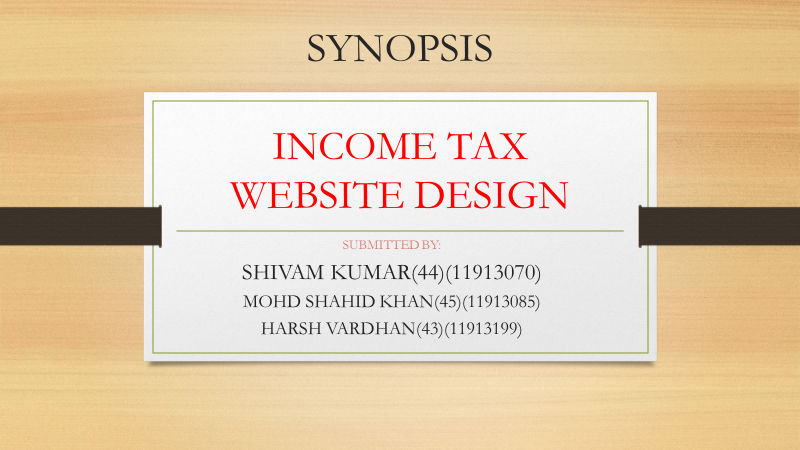 SYNOPSIS
INCOME TAX
WEBSITE DESIGN
SUBMITTED BY:
SHIVAM KUMAR(44)(11913070)
MOHD SHAHID KHAN(45)(11913085)
HARSH VARDHAN(43)(11913199)